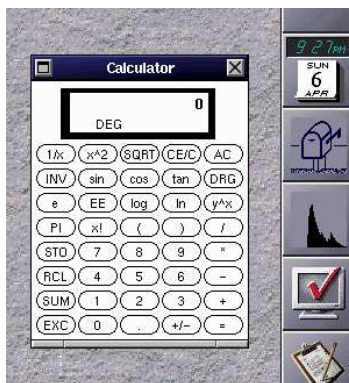 Calculator
0
DEG
1/x x^2 SQRT CE/C AC
INV sin cos tan DRG
e EE log ln y^x
PI x! ( ) /
STO 7 8 9 *
RCL 4 5 6 -
SUM 1 2 3 +
EXC 0 . +/- =
9:27PM
SUN
6
APR